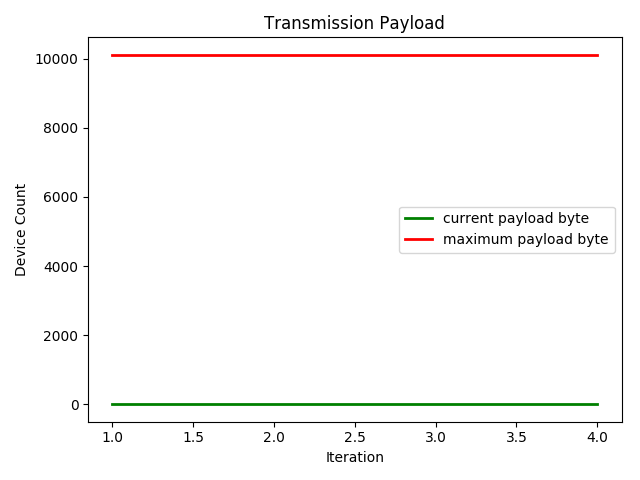 Transmission Payload
10000
8000
6000
4000
2000
0
Device Count
current payload byte
maximum payload byte
1.0 1.5 2.0 2.5 3.0 3.5 4.0
Iteration